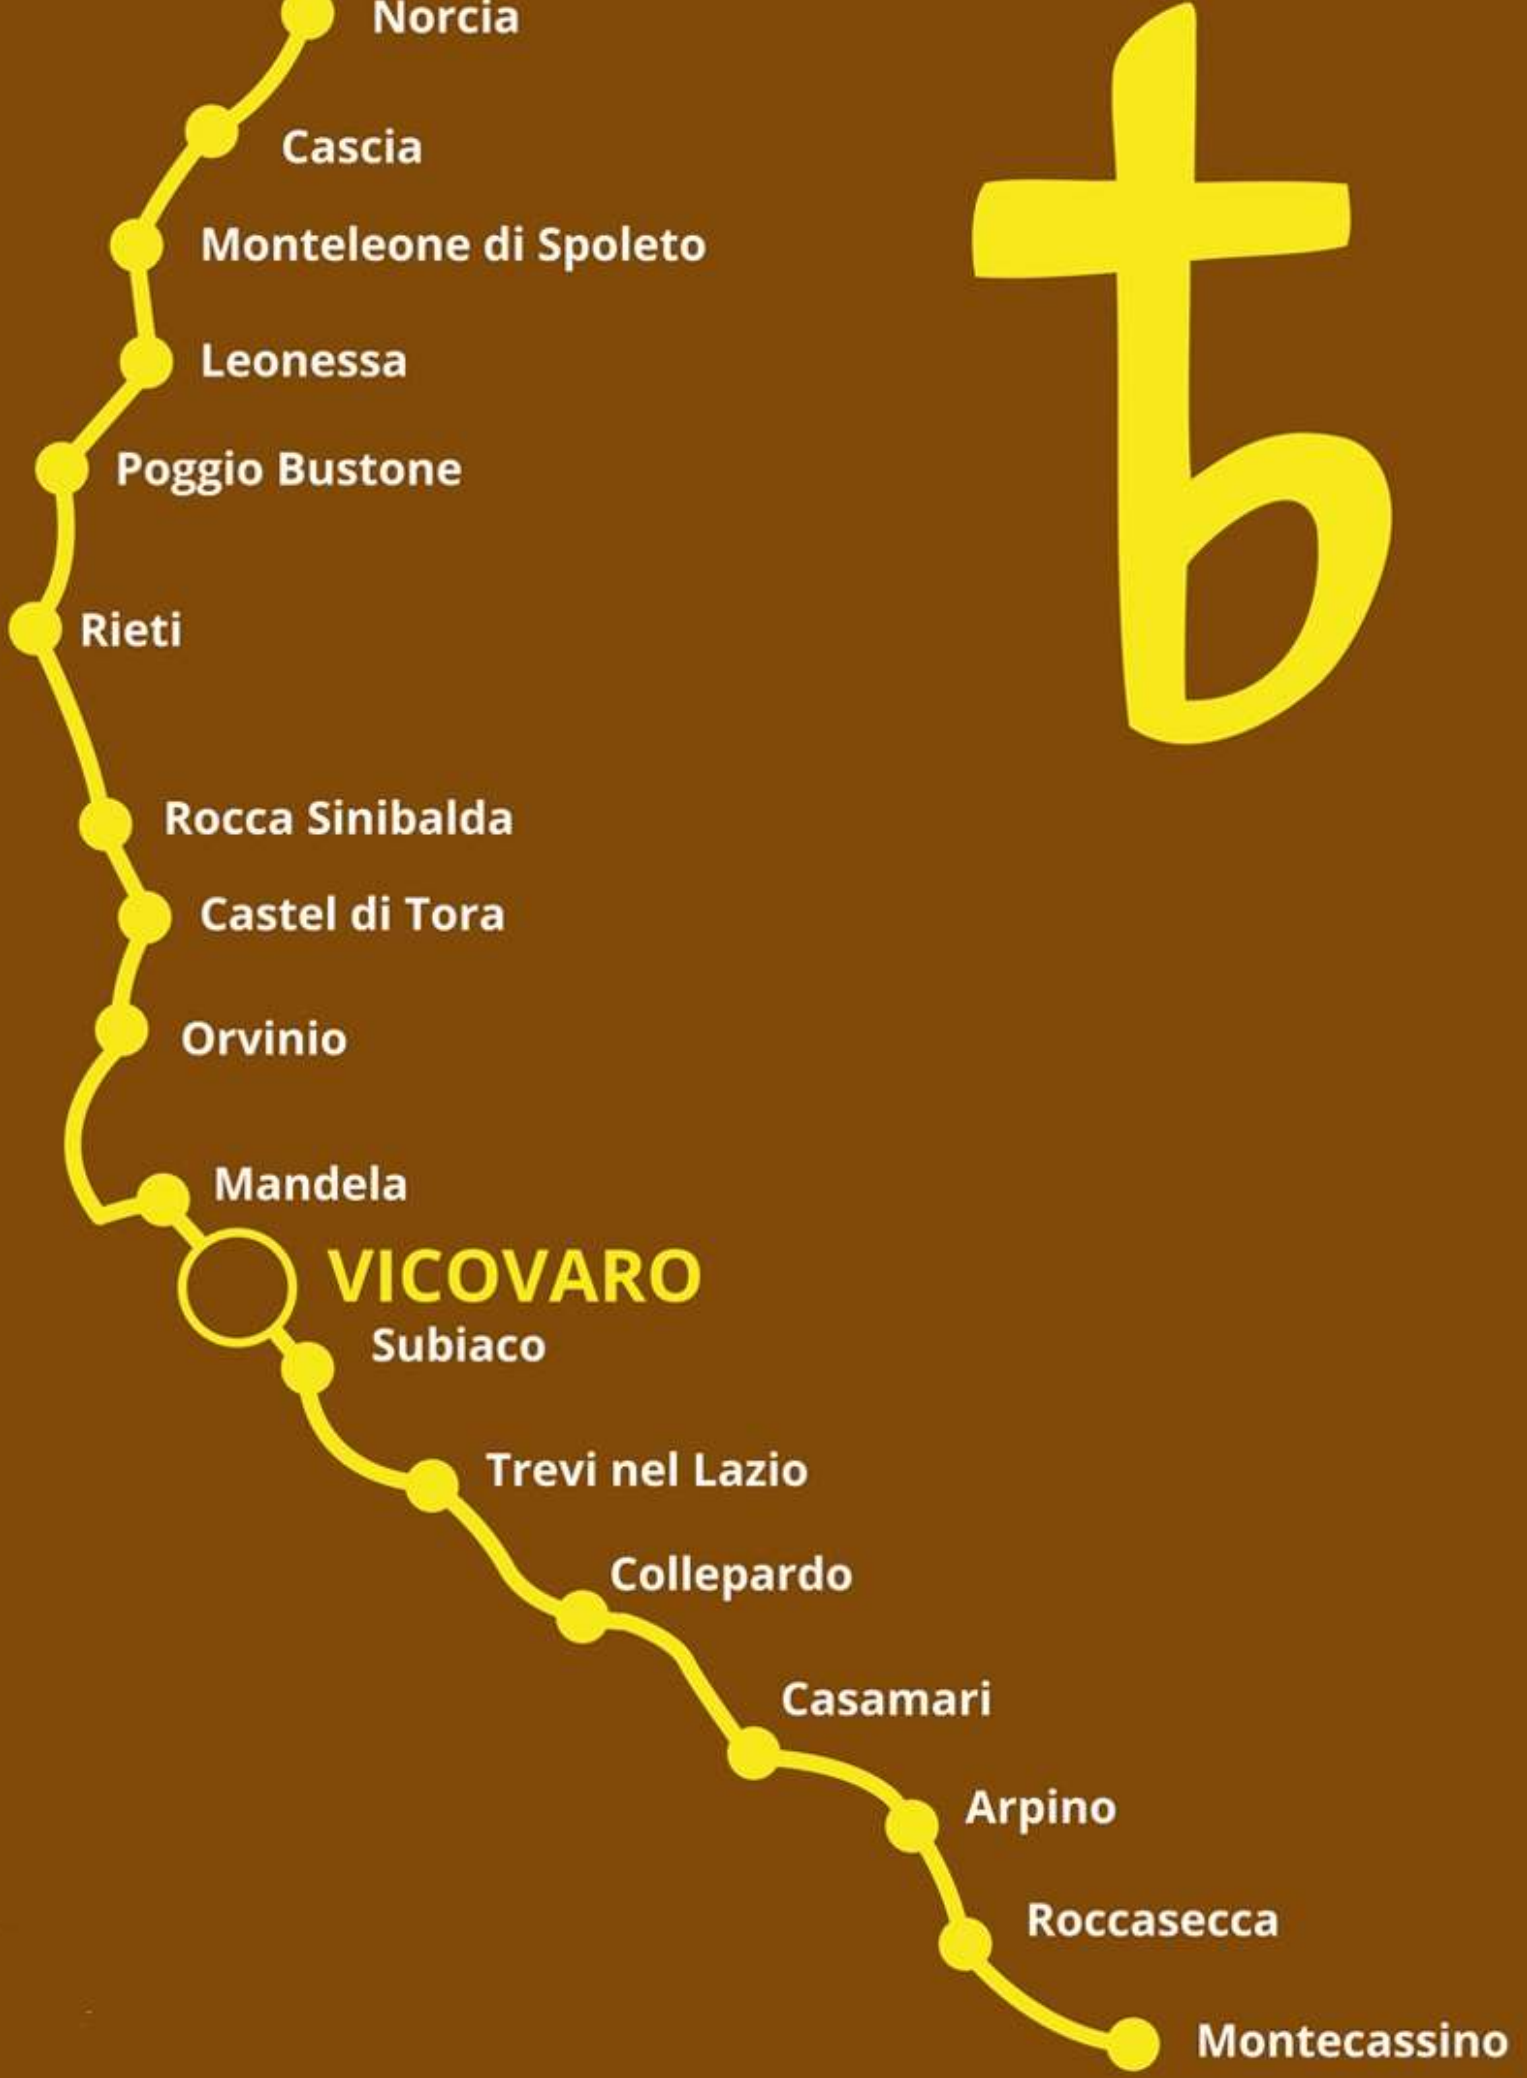 Norcia
Cascia
Monteleone di Spoleto
Leonessa
Poggio Bustone
Rieti
Rocca Sinibalda
Castel di Tora
Orvinio
Mandela
VICOVARO
Subiaco
Trevi nel Lazio
Collepardo
Casamari
Arpino
Roccasecca
Montecassino